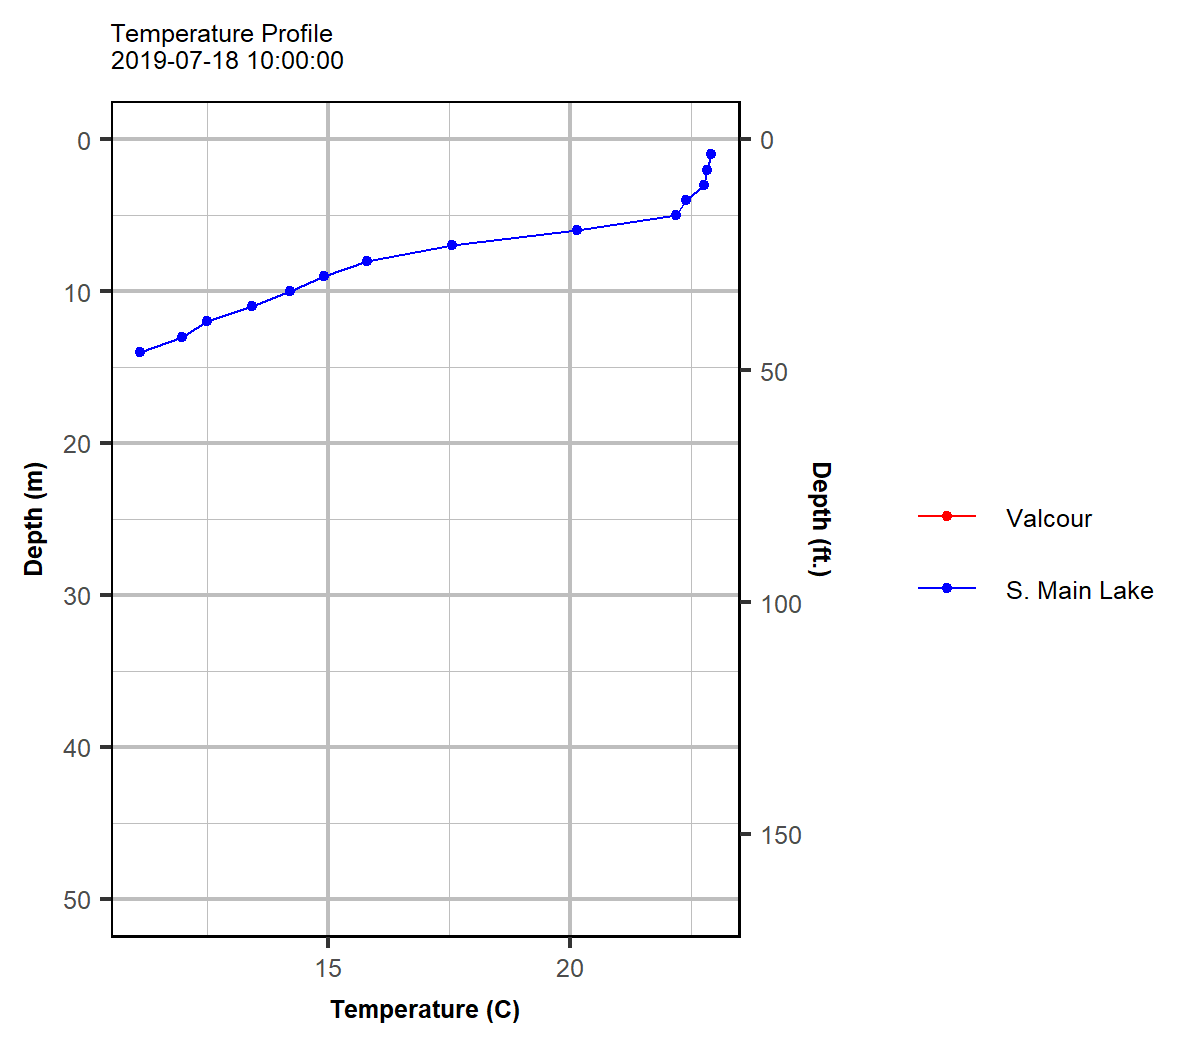 Temperature Profile
2019-07-18 10:00:00
0
10
20
30
40
50
Depth (m)
0
50
100
150
Depth (ft.)
15
20
Temperature (C)
Valcour
S. Main Lake